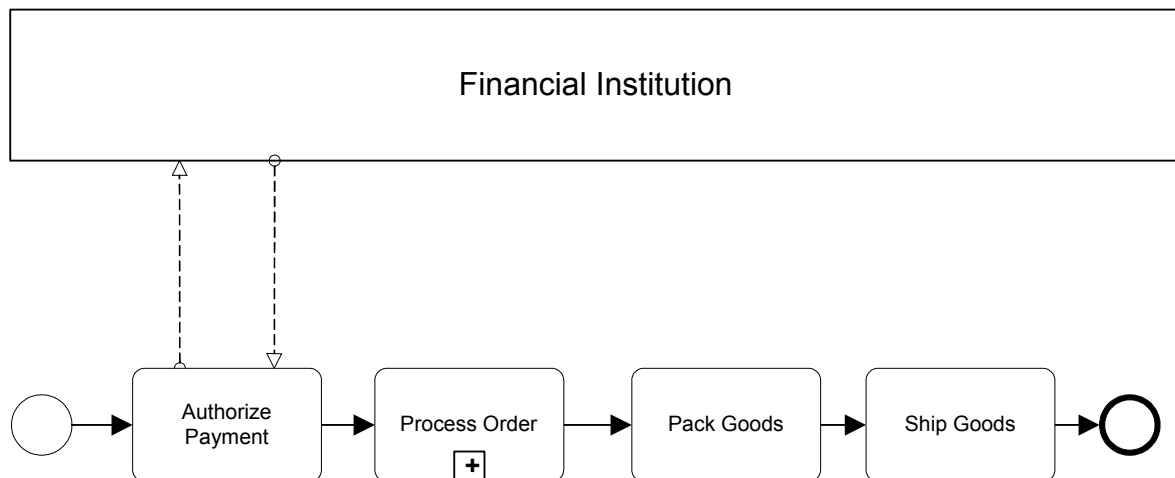 Financial Institution
Authorize
Payment
Process Order
Pack Goods
Ship Goods
+